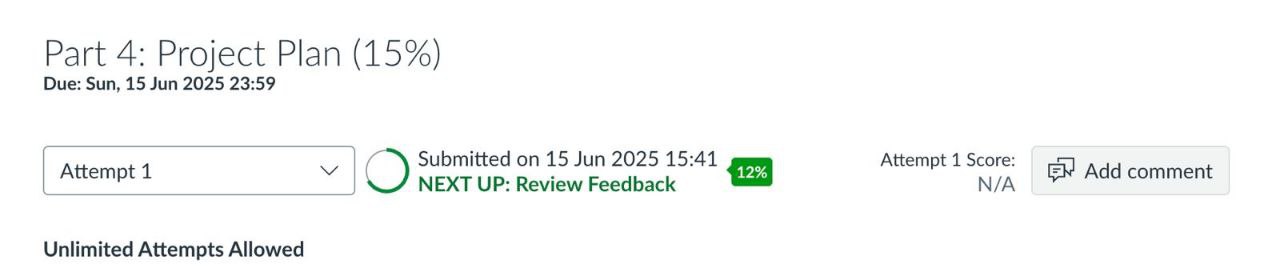 Part 4: Project Plan (15%)
Due: Sun, 15 Jun 2025 23:59
Attempt 1
Submitted on 15 Jun 2025 15:41
NEXT UP: Review Feedback
12%
Attempt 1 Score:
N/A
Add comment
Unlimited Attempts Allowed